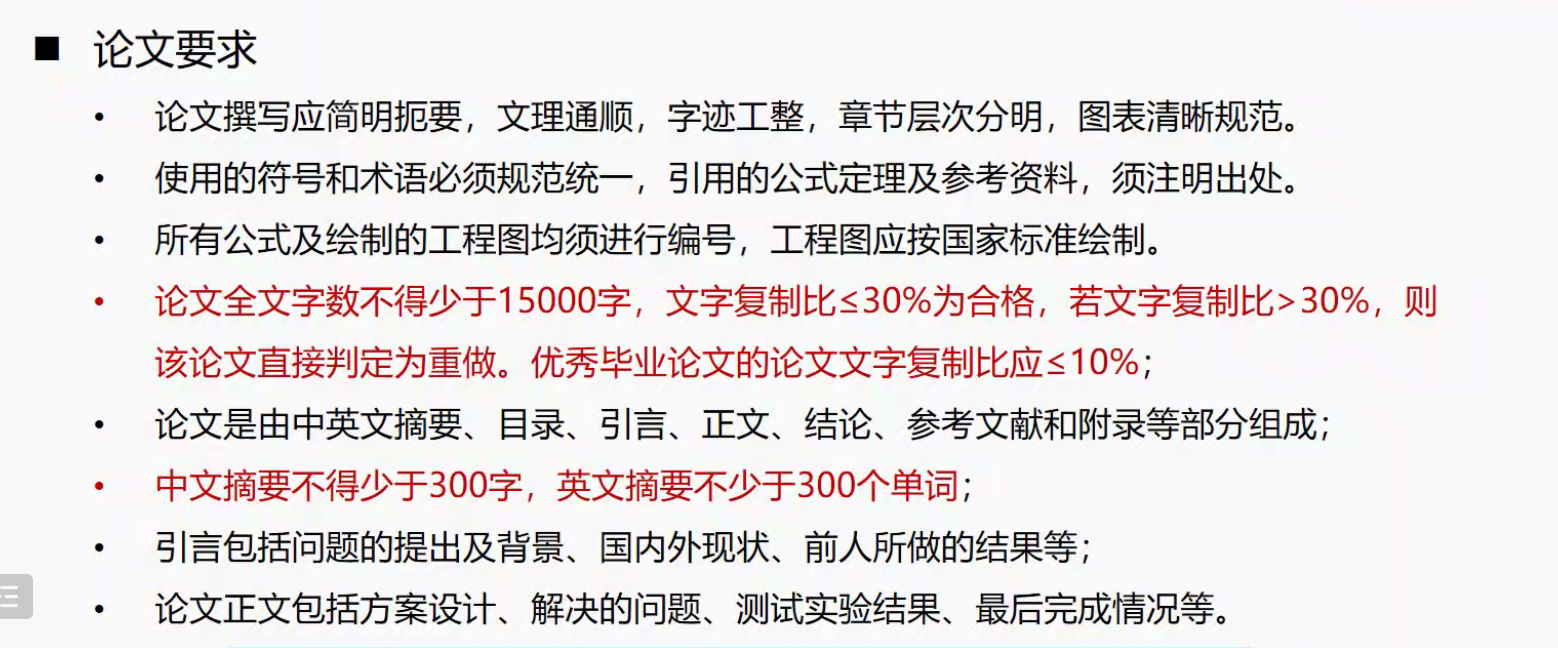 ■ 论文要求
• 论文撰写应简明扼要，文理通顺，字迹工整，章节层次分明，图表清晰规范。
• 使用的符号和术语必须规范统一，引用的公式定理及参考资料，须注明出处。
• 所有公式及绘制的工程图均须进行编号，工程图应按国家标准绘制。
• 论文全文字数不得少于15000字，文字复制比≤30%为合格，若文字复制比>30%，则
该论文直接判定为重做。优秀毕业论文的论文文字复制比应≤10%；
• 论文是由中英文摘要、目录、引言、正文、结论、参考文献和附录等部分组成；
• 中文摘要不得少于300字，英文摘要不少于300个单词；
• 引言包括问题的提出及背景、国内外现状、前人所做的结果等；
• 论文正文包括方案设计、解决的问题、测试实验结果、最后完成情况等。